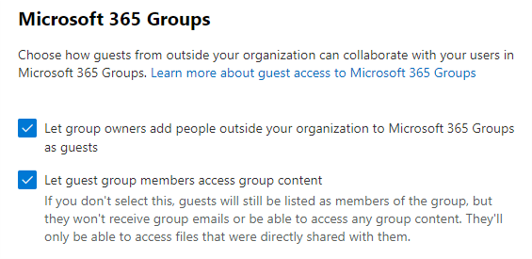 Microsoft 365 Groups
Choose how guests from outside your organization can collaborate with your users in
Microsoft 365 Groups. Learn more about guest access to Microsoft 365 Groups
Let group owners add people outside your organization to Microsoft 365 Groups
as guests
Let guest group members access group content
If you don't select this, guests will still be listed as members of the group, but
they won't receive group emails or be able to access any group content. They'll
only be able to access files that were directly shared with them.